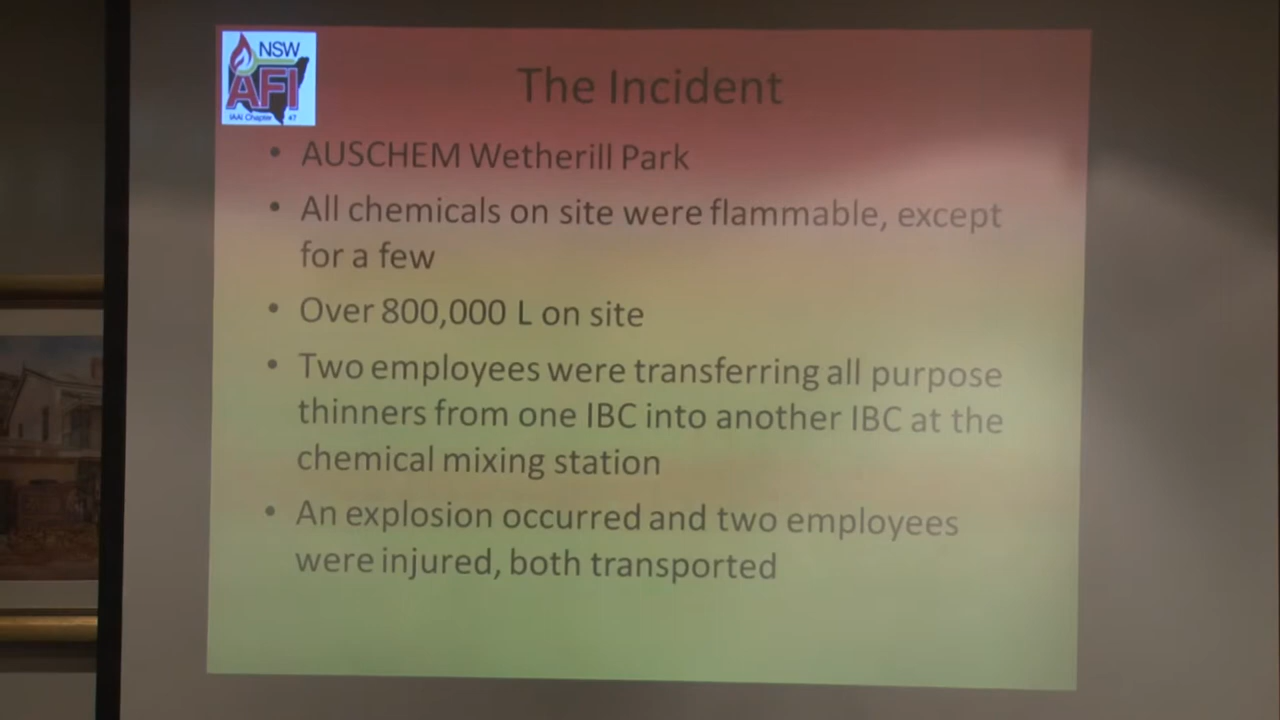 NSW
AFI
IAAI Chapter 47
The Incident
• AUSCHEM Wetherill Park
• All chemicals on site were flammable, except
for a few
• Over 800,000 L on site
• Two employees were transferring all purpose
thinners from one IBC into another IBC at the
chemical mixing station
• An explosion occurred and two employees
were injured, both transported